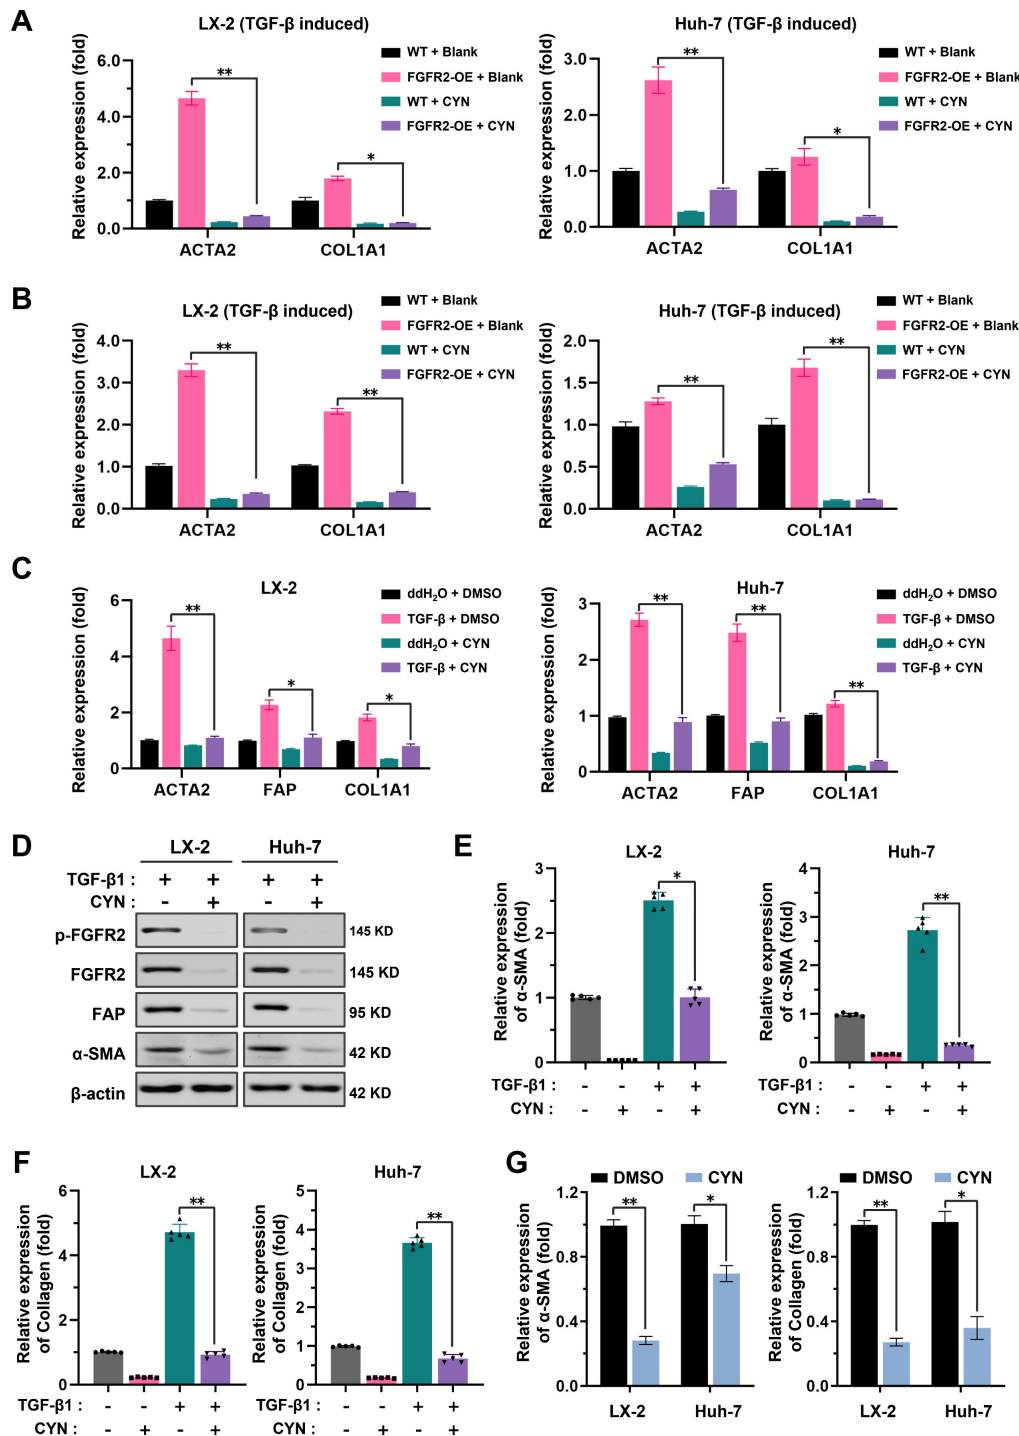 A
LX-2 (TGF-β induced)
Relative expression (fold)
6.0
4.0
2.0
0.0
**
*
WT + Blank
FGFR2-OE + Blank
WT + CYN
FGFR2-OE + CYN
ACTA2 COL1A1
Huh-7 (TGF-β induced)
Relative expression (fold)
3.0
2.0
1.0
0.0
**
*
WT + Blank
FGFR2-OE + Blank
WT + CYN
FGFR2-OE + CYN
ACTA2 COL1A1
B
LX-2 (TGF-β induced)
Relative expression (fold)
4.0
3.0
2.0
1.0
0.0
**
**
WT + Blank
FGFR2-OE + Blank
WT + CYN
FGFR2-OE + CYN
ACTA2 COL1A1
Huh-7 (TGF-β induced)
Relative expression (fold)
2.0
1.5
1.0
0.5
0.0
**
**
WT + Blank
FGFR2-OE + Blank
WT + CYN
FGFR2-OE + CYN
ACTA2 COL1A1
C
LX-2
Relative expression (fold)
6
4
2
0
**
*
*
ddH₂O + DMSO
TGF-β + DMSO
ddH₂O + CYN
TGF-β + CYN
ACTA2 FAP COL1A1
Huh-7
Relative expression (fold)
3
2
1
0
**
**
**
ddH₂O + DMSO
TGF-β + DMSO
ddH₂O + CYN
TGF-β + CYN
ACTA2 FAP COL1A1
D
LX-2 Huh-7
TGF-β1 : + + + +
CYN : - + - +
p-FGFR2 145 KD
FGFR2 145 KD
FAP 95 KD
α-SMA 42 KD
β-actin 42 KD
E
LX-2
Relative expression
of α-SMA (fold)
3
2
1
0
*
TGF-β1 : - - + +
CYN : - + - +
Huh-7
Relative expression
of α-SMA (fold)
4
3
2
1
0
**
TGF-β1 : - - + +
CYN : - + - +
F
LX-2
Relative expression
of Collagen (fold)
6
4
2
0
**
TGF-β1 : - - + +
CYN : - + - +
Huh-7
Relative expression
of Collagen (fold)
5
4
3
2
1
0
**
- - + +
- + - +
G
DMSO CYN
Relative expression
of α-SMA (fold)
1.2
0.8
0.4
0.0
**
*
LX-2 Huh-7
DMSO CYN
Relative expression
of Collagen (fold)
1.2
0.8
0.4
0.0
**
*
LX-2 Huh-7